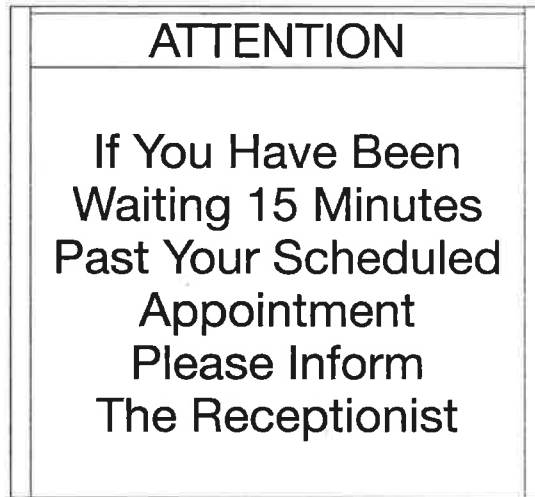 ATTENTION
If You Have Been
Waiting 15 Minutes
Past Your Scheduled
Appointment
Please Inform
The Receptionist